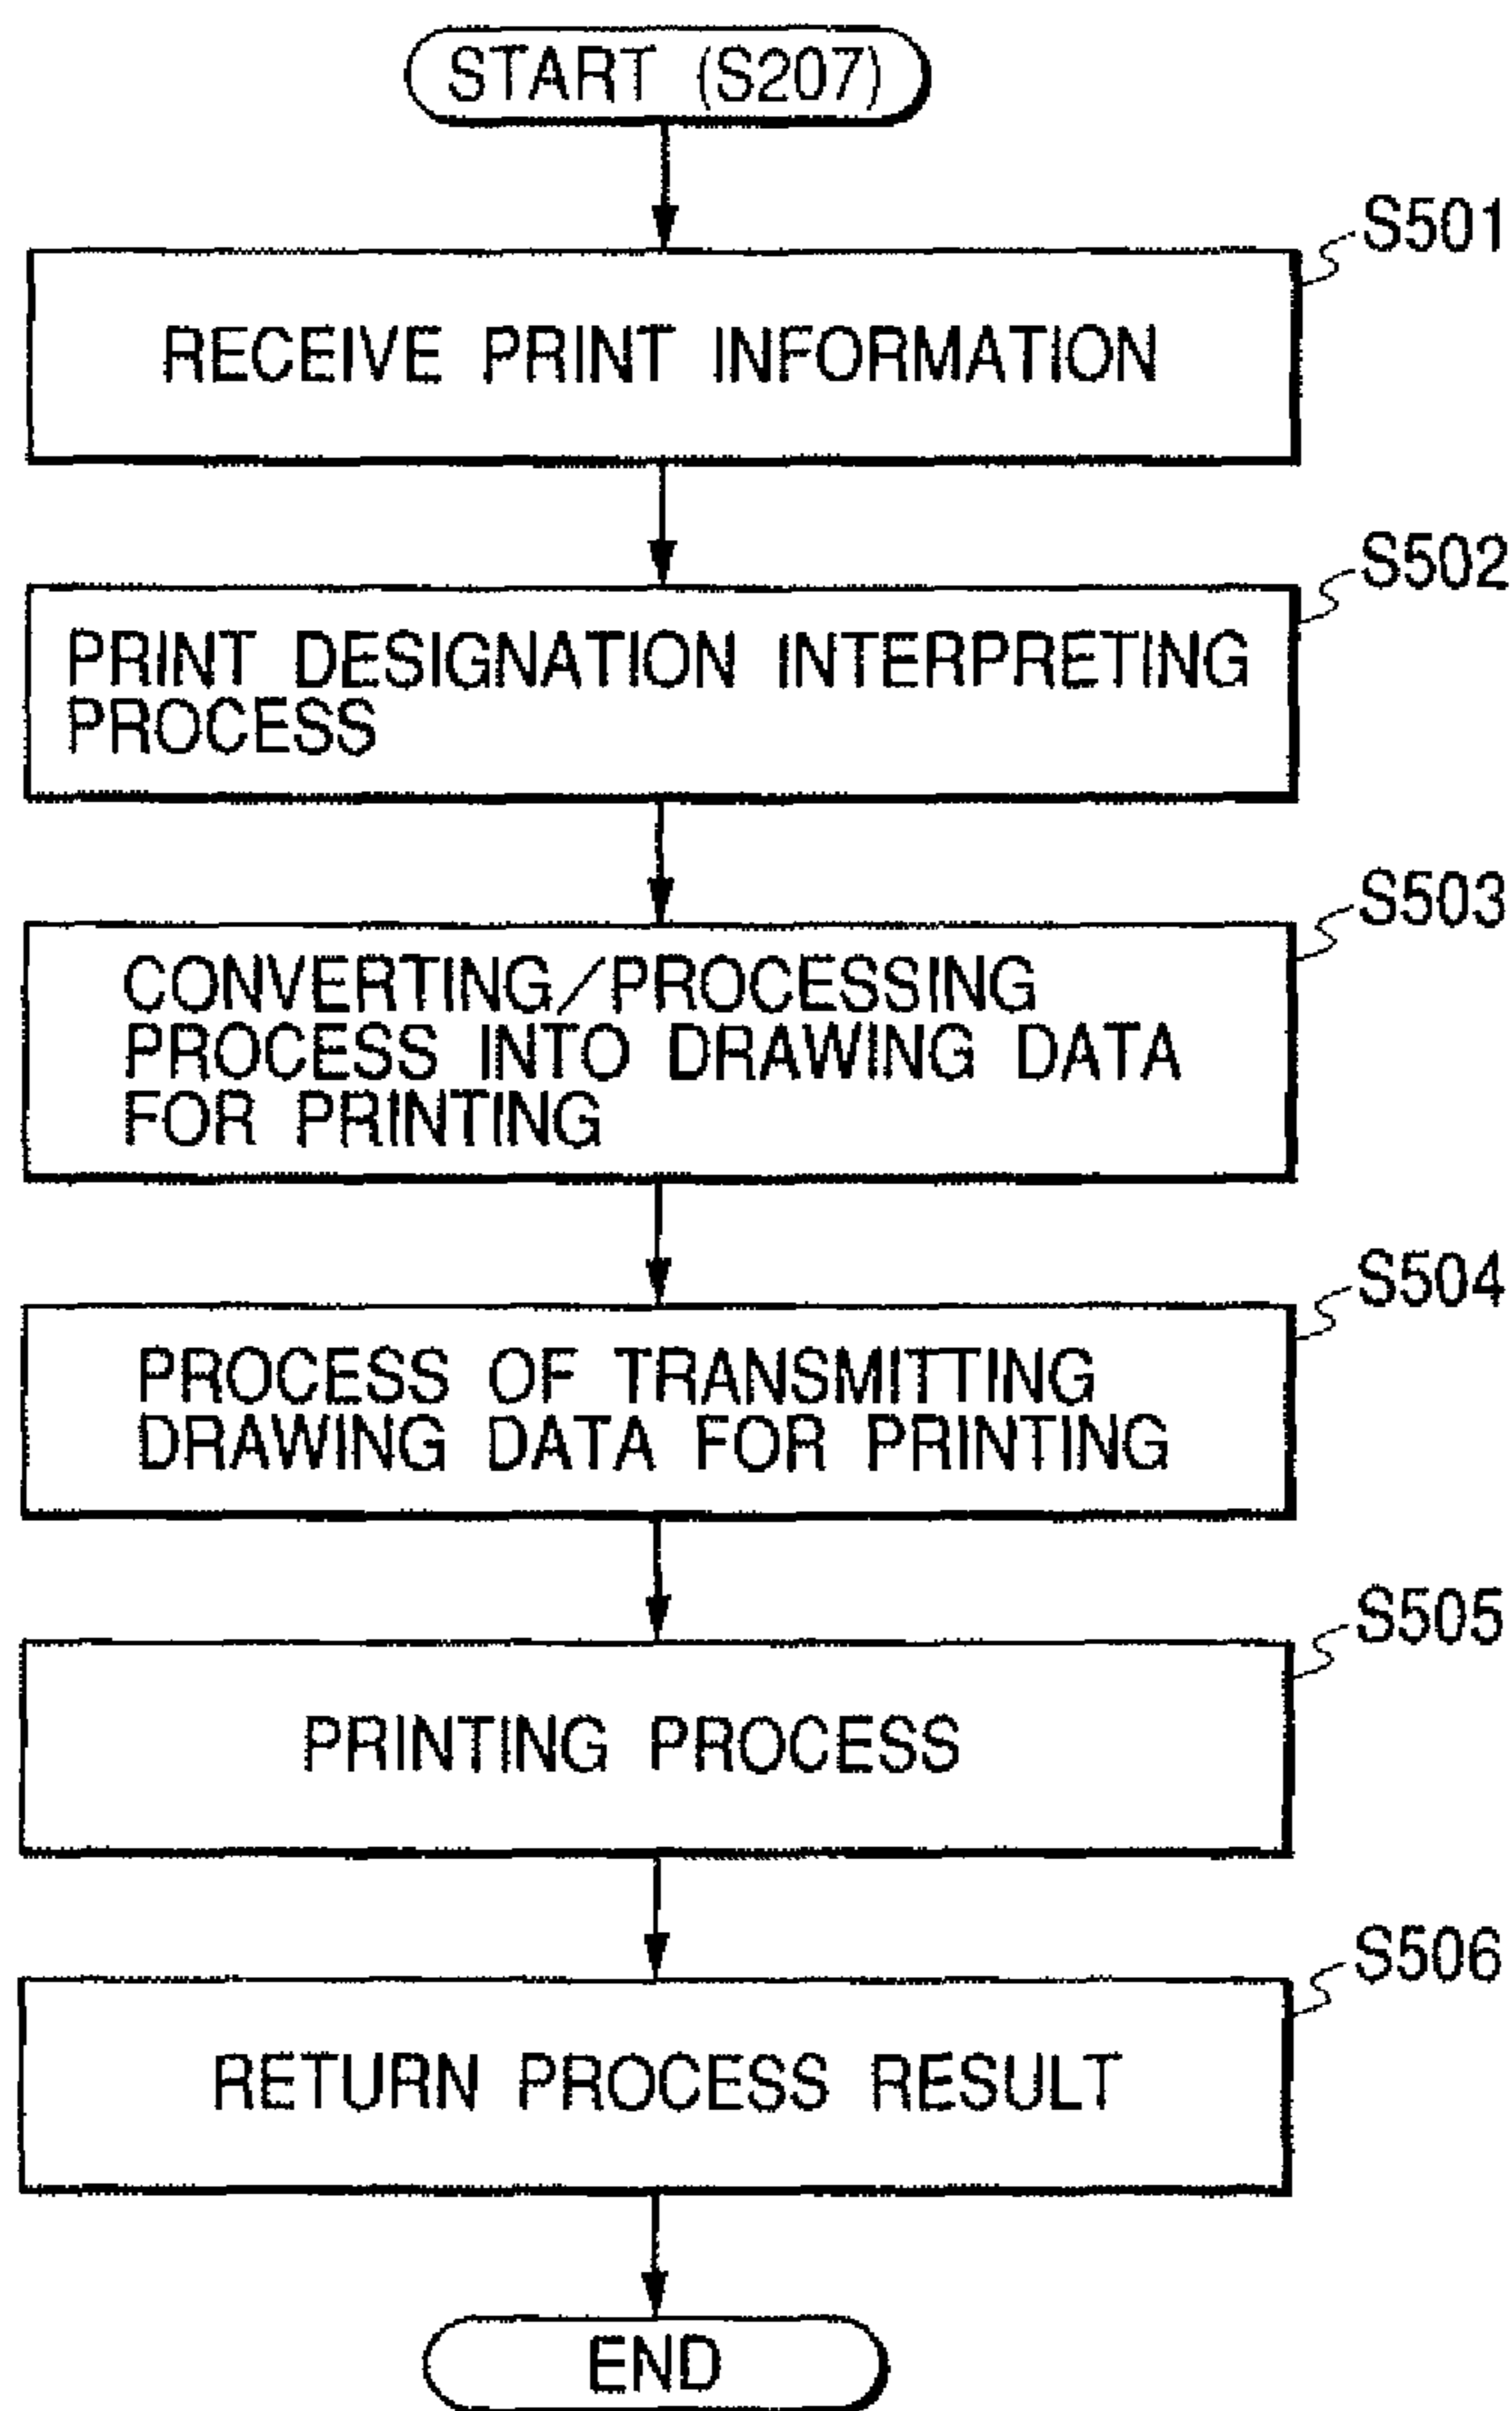 START (S207)
S501
RECEIVE PRINT INFORMATION
S502
PRINT DESIGNATION INTERPRETING
PROCESS
S503
CONVERTING/PROCESSING
PROCESS INTO DRAWING DATA
FOR PRINTING
S504
PROCESS OF TRANSMITTING
DRAWING DATA FOR PRINTING
S505
PRINTING PROCESS
S506
RETURN PROCESS RESULT
END